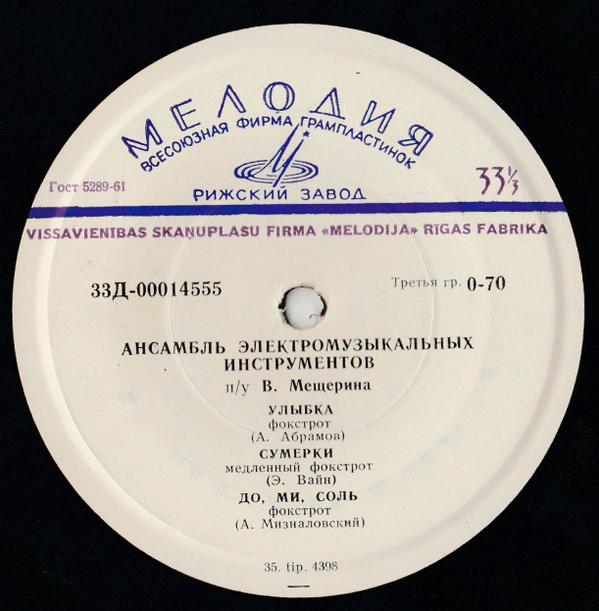 МЕЛОДИЯ
ВСЕСОЮЗНАЯ ФИРМА ГРАМПЛАСТИНОК
РИЖСКИЙ ЗАВОД
Гост 5289-61
33⅓
VISSAVIENĪBAS SKAŅUPLAŠU FIRMA «MELODIJA» RĪGAS FABRIKA
33Д-00014555
Третья гр. 0-70
АНСАМБЛЬ ЭЛЕКТРОМУЗЫКАЛЬНЫХ
ИНСТРУМЕНТОВ
п/у В. Мещерина
УЛЫБКА
фокстрот
(А. Абрамов)
СУМЕРКИ
медленный фокстрот
(Э. Вайн)
ДО, МИ, СОЛЬ
фокстрот
(А. Мизиаловский)
35. tip. 4398